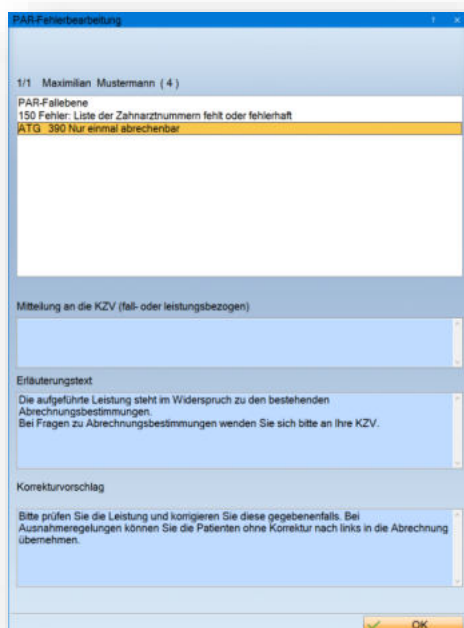 PAR-Fehlerbearbeitung
1/1 Maximilian Mustermann ( 4 )
PAR-Fallebene
150 Fehler: Liste der Zahnarztnummern fehlt oder fehlerhaft
ATG 390 Nur einmal abrechenbar
Mitteilung an die KZV (fall- oder leistungsbezogen)
Erläuterungstext
Die aufgeführte Leistung steht im Widerspruch zu den bestehenden
Abrechnungsbestimmungen.
Bei Fragen zu Abrechnungsbestimmungen wenden Sie sich bitte an Ihre KZV.
Korrekturvorschlag
Bitte prüfen Sie die Leistung und korrigieren Sie diese gegebenenfalls. Bei
Ausnahmeregelungen können Sie die Patienten ohne Korrektur nach links in die Abrechnung
übernehmen.
OK